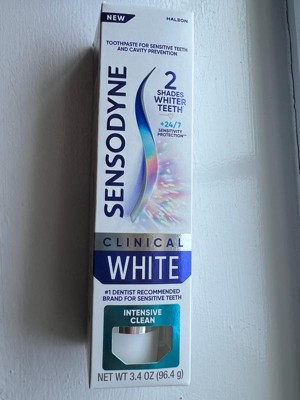 NEW
HALEON
TOOTHPASTE FOR SENSITIVE TEETH
AND CAVITY PREVENTION
SENSODYNE
2
SHADES
WHITER
TEETH
+24/7
SENSITIVITY
PROTECTION
CLINICAL
WHITE
#1 DENTIST RECOMMENDED
BRAND FOR SENSITIVE TEETH
INTENSIVE
CLEAN
NET WT 3.4 OZ (96.4 g)